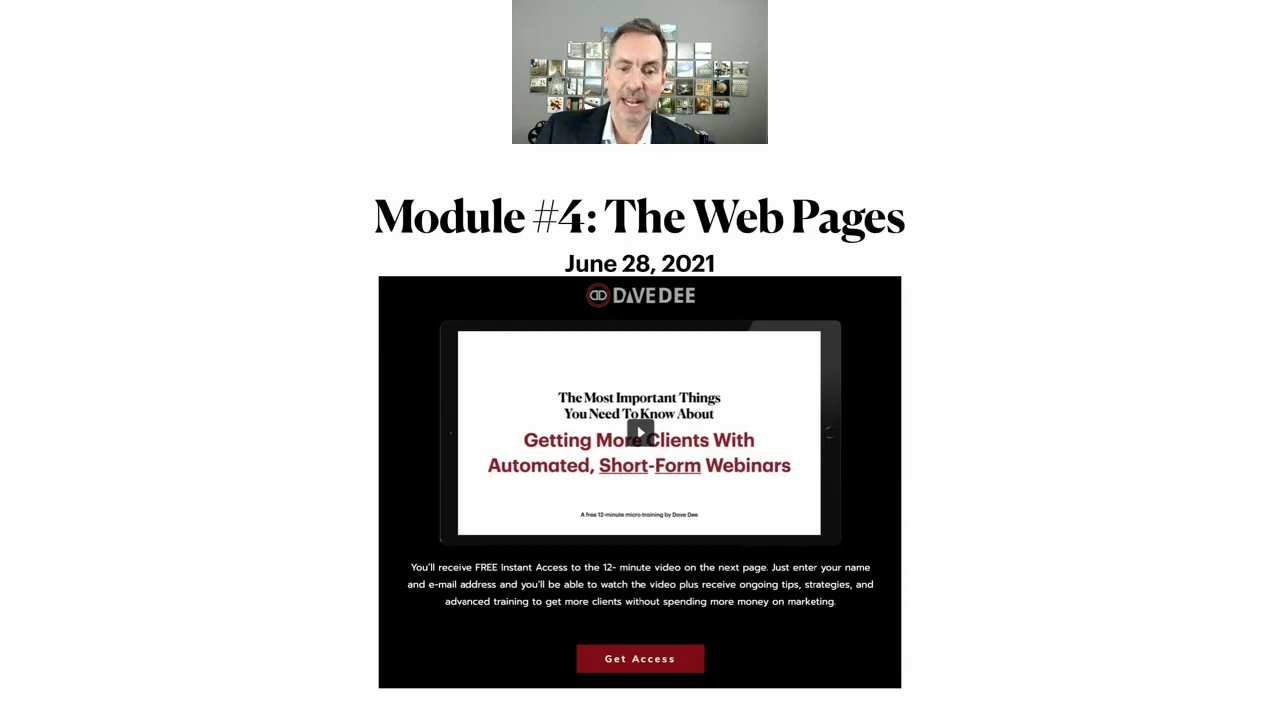 Module #4: The Web Pages
June 28, 2021
DD DAVE DEE
The Most Important Things
You Need To Know About
Getting More Clients With
Automated, Short-Form Webinars
A free 12-minute micro-training by Dave Dee
You'll receive FREE Instant Access to the 12- minute video on the next page. Just enter your name
and e-mail address and you'll be able to watch the video plus receive ongoing tips, strategies, and
advanced training to get more clients without spending more money on marketing.
Get Access